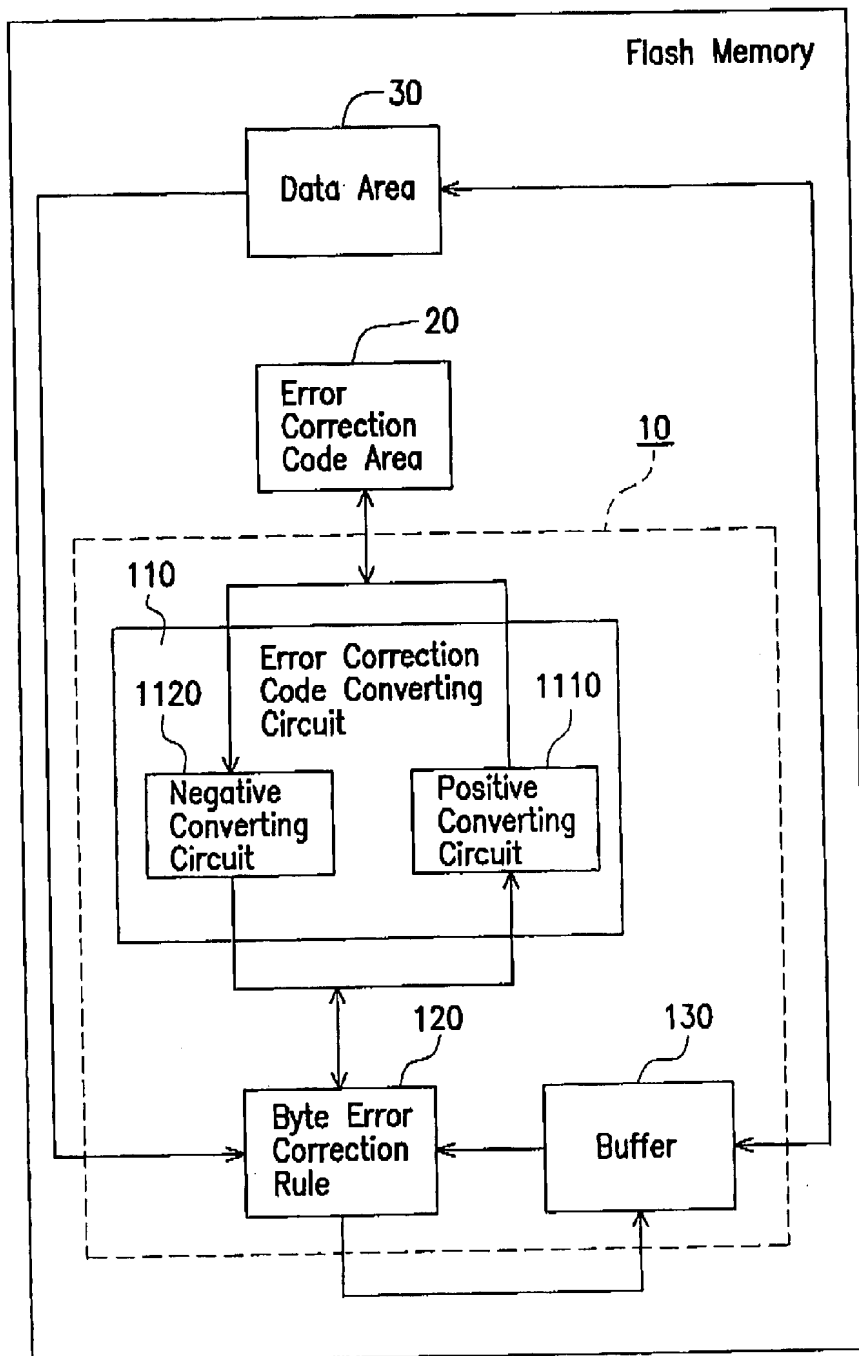 Flash Memory
30
Data Area
20
Error
Correction
Code Area
10
110
Error Correction
Code Converting
Circuit
1120
1110
Negative
Converting
Circuit
Positive
Converting
Circuit
120
130
Byte Error
Correction
Rule
Buffer